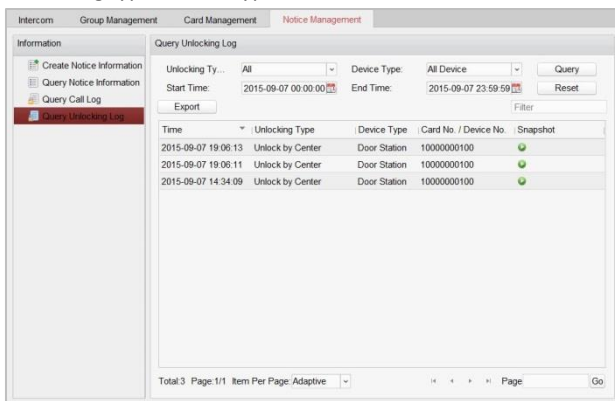 Intercom Group Management Card Management Notice Management
Information
Create Notice Information
Query Notice Information
Query Call Log
Query Unlocking Log
Query Unlocking Log
Unlocking Ty... All Device Type: All Device Query
Start Time: 2015-09-07 00:00:00 End Time: 2015-09-07 23:59:59 Reset
Export Filter
Time Unlocking Type Device Type Card No. / Device No. Snapshot
2015-09-07 19:06:13 Unlock by Center Door Station 10000000100
2015-09-07 19:06:11 Unlock by Center Door Station 10000000100
2015-09-07 14:34:09 Unlock by Center Door Station 10000000100
Total:3 Page:1/1 Item Per Page: Adaptive Page Go